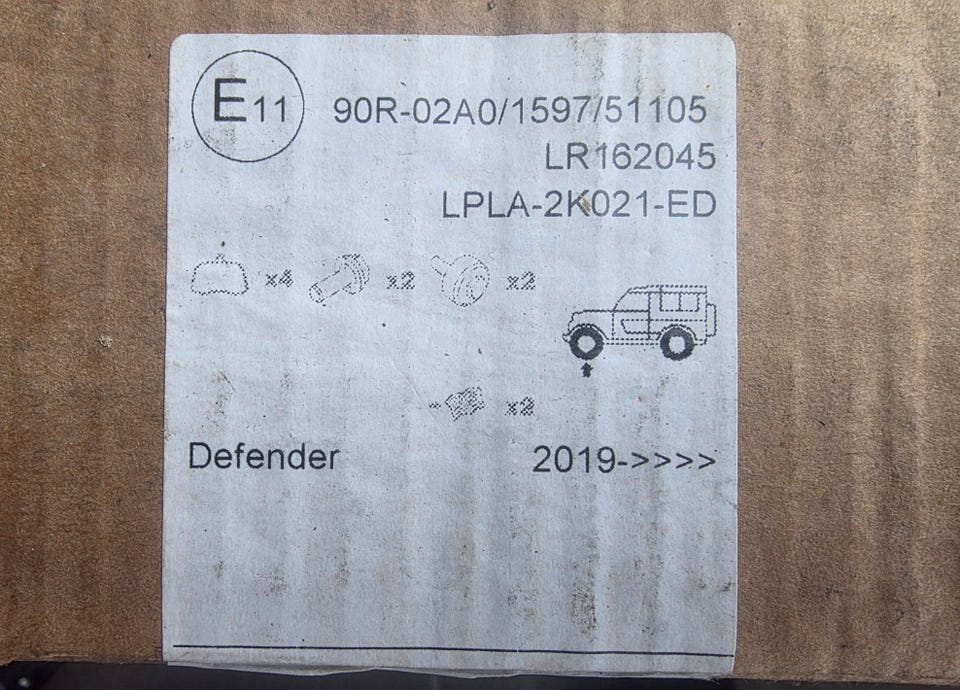 E11 90R-02A0/1597/51105
LR162045
LPLA-2K021-ED
x4 x2 x2
x2
Defender 2019->>>>